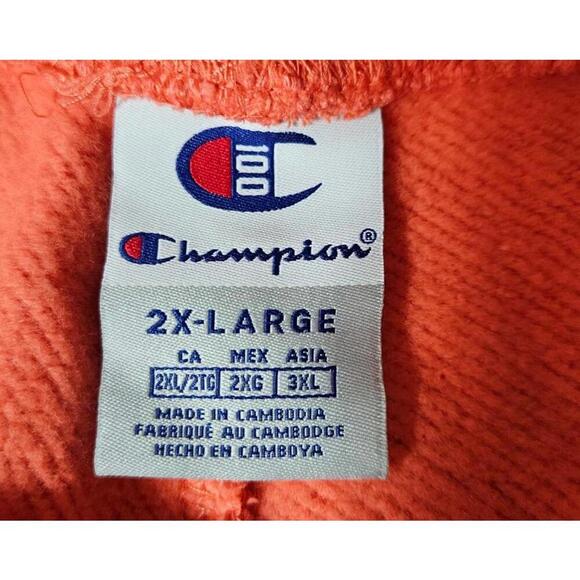 100
Champion®
2X-LARGE
CA MEX ASIA
2XL/2TG 2XG 3XL
MADE IN CAMBODIA
FABRIQUÉ AU CAMBODGE
HECHO EN CAMBOYA